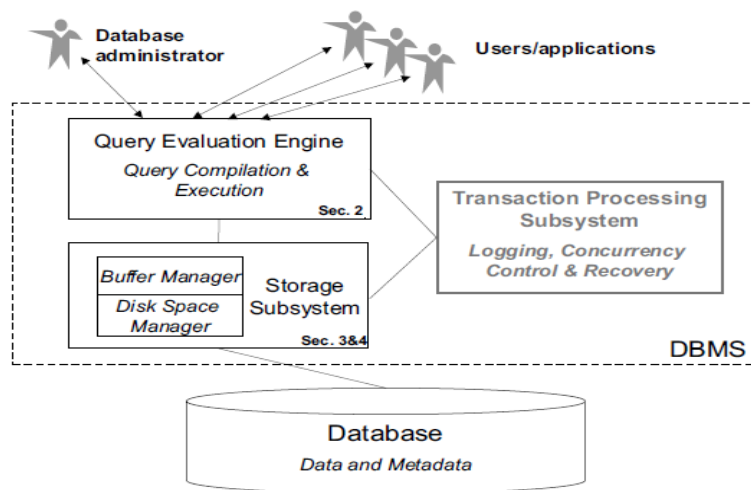 Database
administrator
Users/applications
Query Evaluation Engine
Query Compilation &
Execution
Sec. 2
Transaction Processing
Subsystem
Logging, Concurrency
Control & Recovery
Buffer Manager
Disk Space
Manager
Storage
Subsystem
Sec. 3&4
DBMS
Database
Data and Metadata